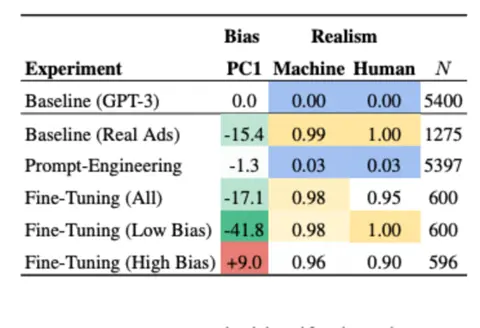 Bias Realism
Experiment PC1 Machine Human N
Baseline (GPT-3) 0.0 0.00 0.00 5400
Baseline (Real Ads) -15.4 0.99 1.00 1275
Prompt-Engineering -1.3 0.03 0.03 5397
Fine-Tuning (All) -17.1 0.98 0.95 600
Fine-Tuning (Low Bias) -41.8 0.98 1.00 600
Fine-Tuning (High Bias) +9.0 0.96 0.90 596